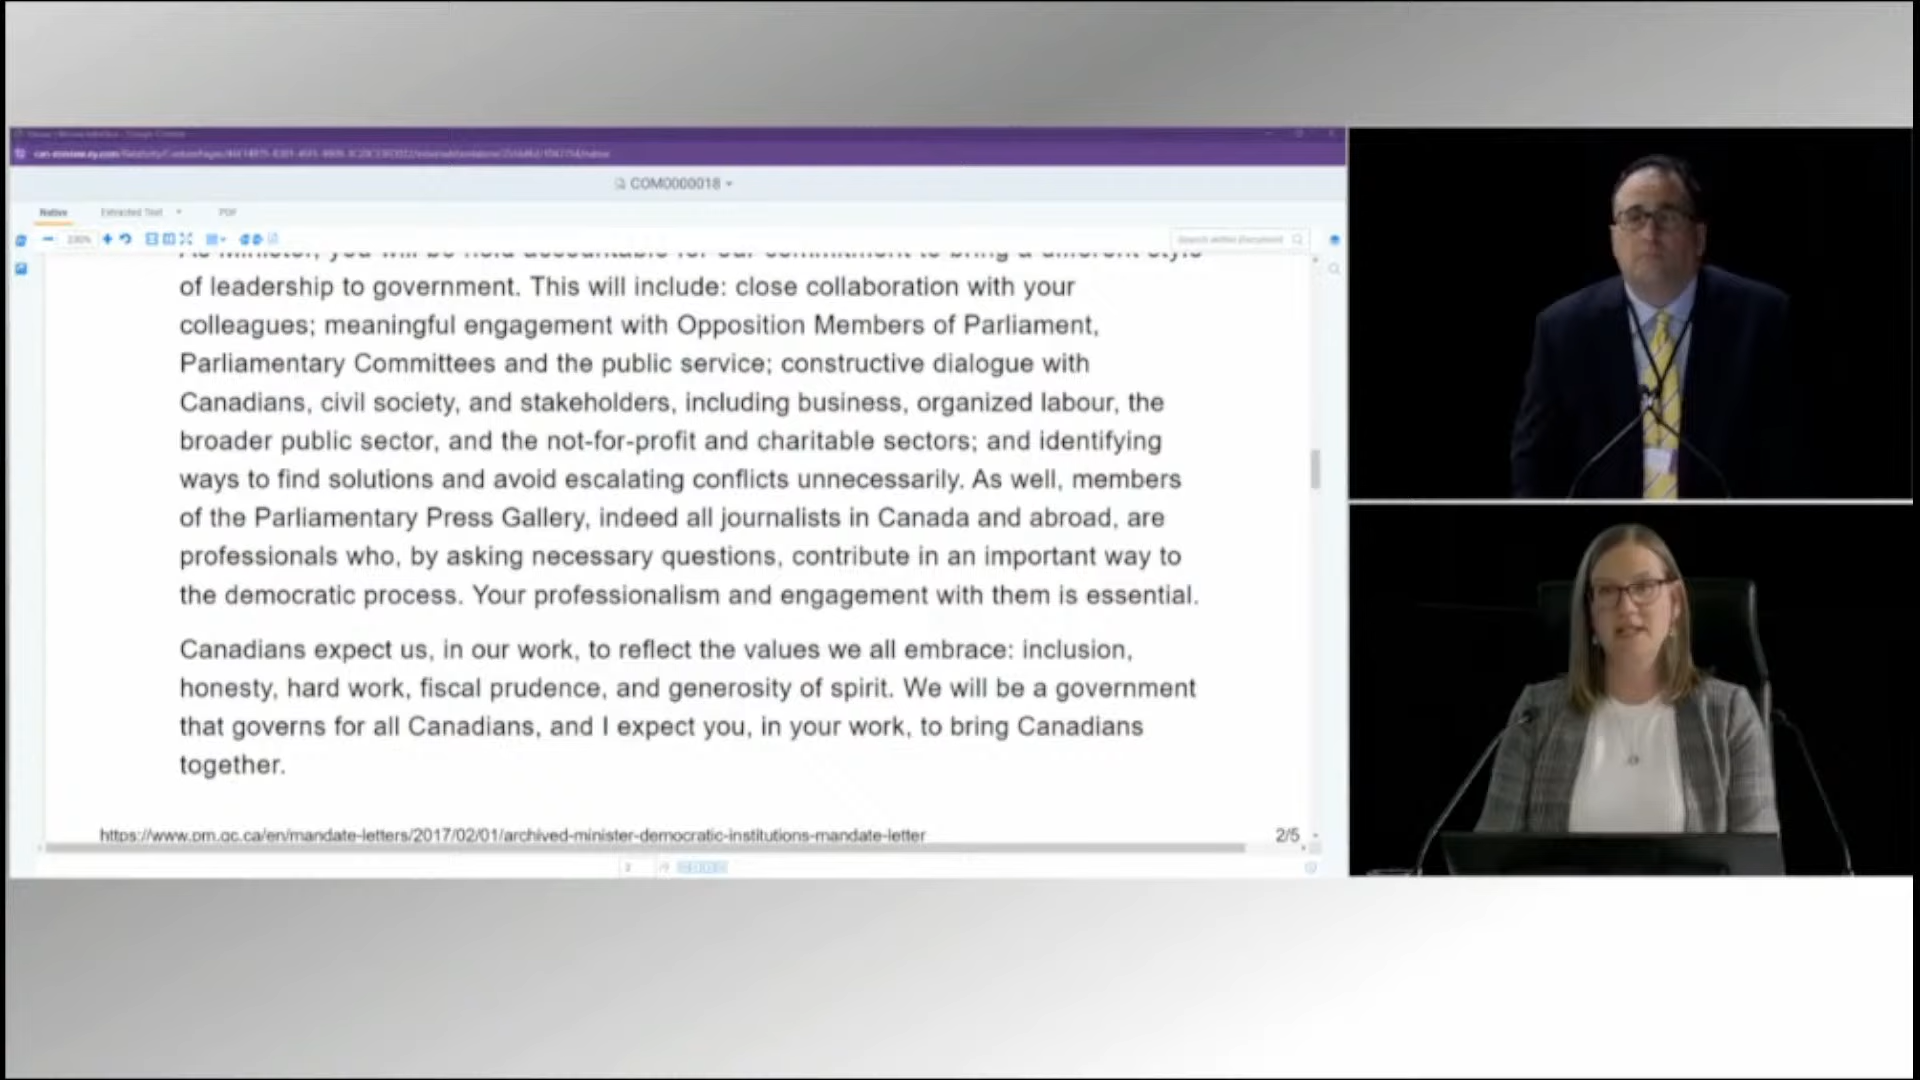 COM0000018
Native Extracted Text PDF
Search within Document
of leadership to government. This will include: close collaboration with your
colleagues; meaningful engagement with Opposition Members of Parliament,
Parliamentary Committees and the public service; constructive dialogue with
Canadians, civil society, and stakeholders, including business, organized labour, the
broader public sector, and the not-for-profit and charitable sectors; and identifying
ways to find solutions and avoid escalating conflicts unnecessarily. As well, members
of the Parliamentary Press Gallery, indeed all journalists in Canada and abroad, are
professionals who, by asking necessary questions, contribute in an important way to
the democratic process. Your professionalism and engagement with them is essential.
Canadians expect us, in our work, to reflect the values we all embrace: inclusion,
honesty, hard work, fiscal prudence, and generosity of spirit. We will be a government
that governs for all Canadians, and I expect you, in your work, to bring Canadians
together.
https://www.pm.gc.ca/en/mandate-letters/2017/02/01/archived-minister-democratic-institutions-mandate-letter 2/5